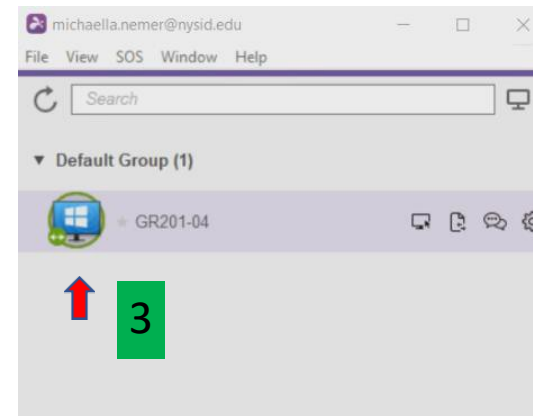 michaella.nemer@nysid.edu
File View SOS Window Help
Search
Default Group (1)
GR201-04
3